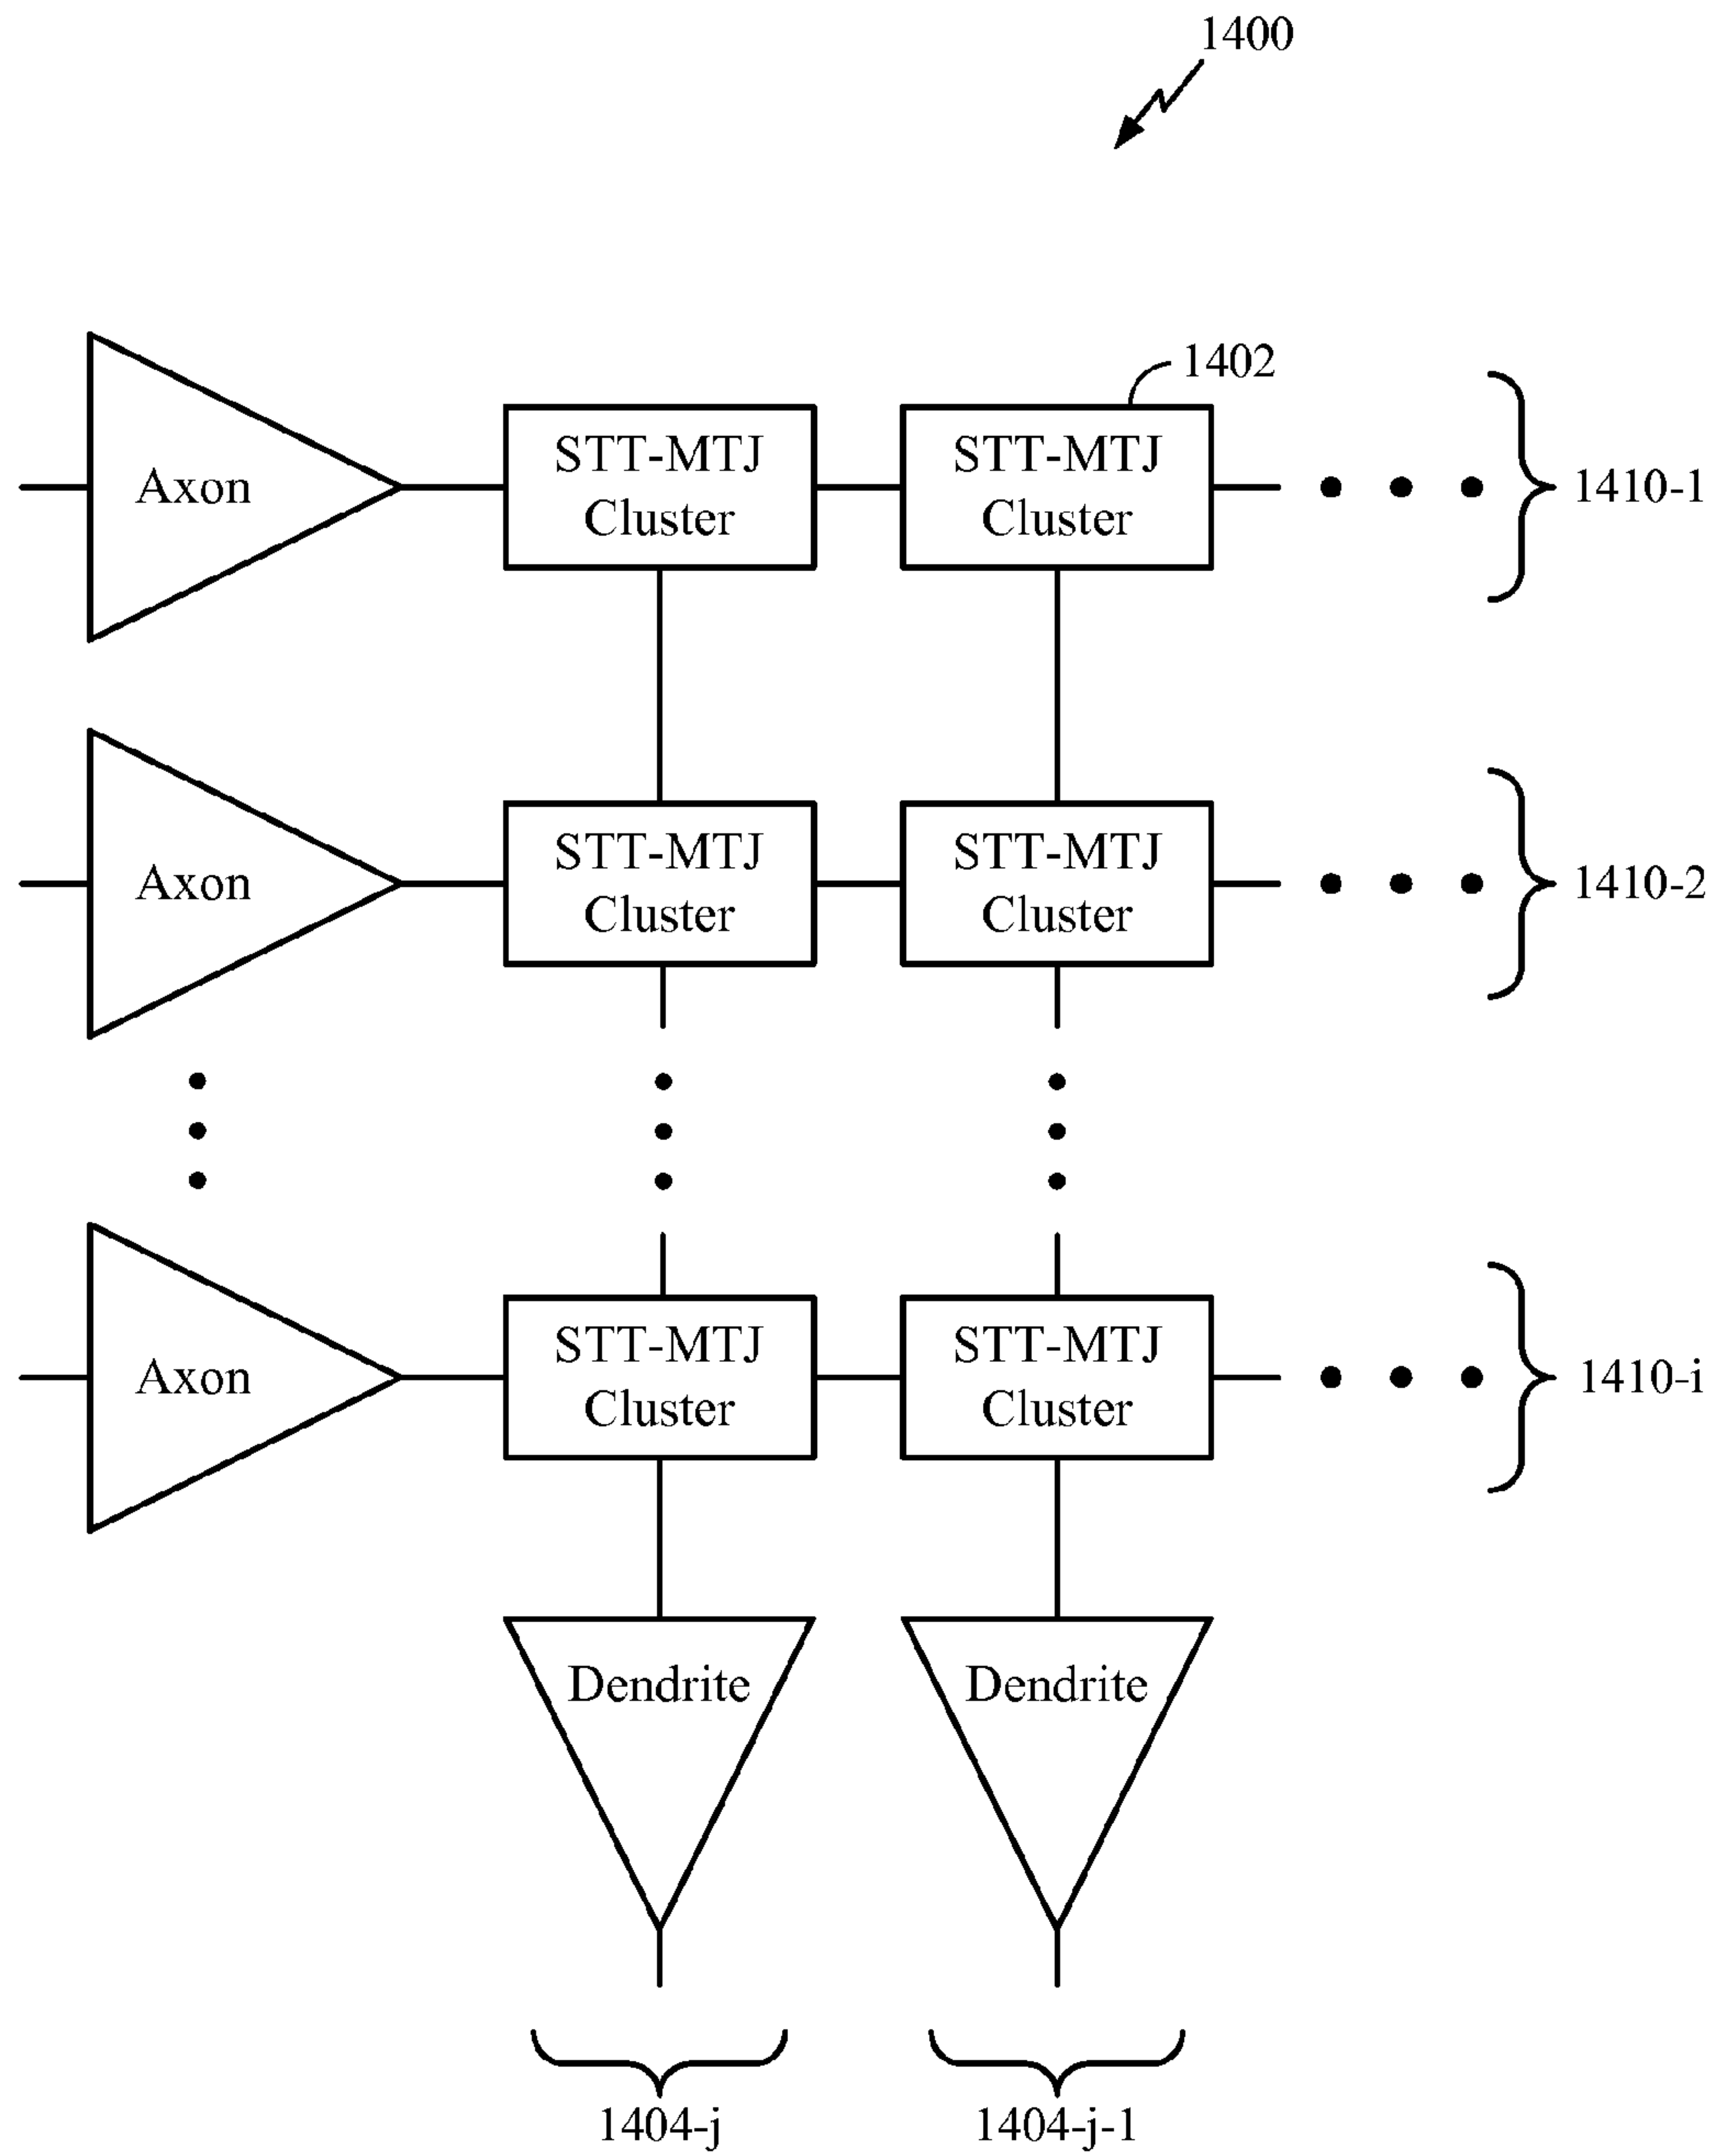 1400
1402
Axon
STT-MTJ
Cluster
STT-MTJ
Cluster
1410-1
Axon
STT-MTJ
Cluster
STT-MTJ
Cluster
1410-2
Axon
STT-MTJ
Cluster
STT-MTJ
Cluster
1410-i
Dendrite
Dendrite
1404-j
1404-j-1